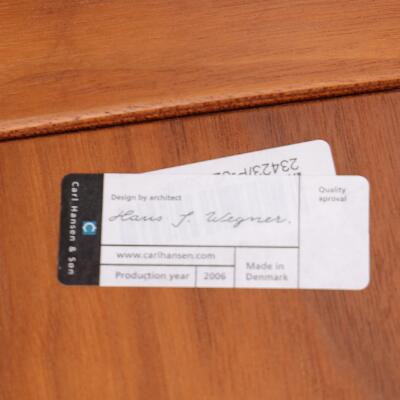 Carl Hansen & Søn
Design by architect
Hans J. Wegner.
Quality
aproval
www.carlhansen.com
Production year
2006
Made in
Denmark